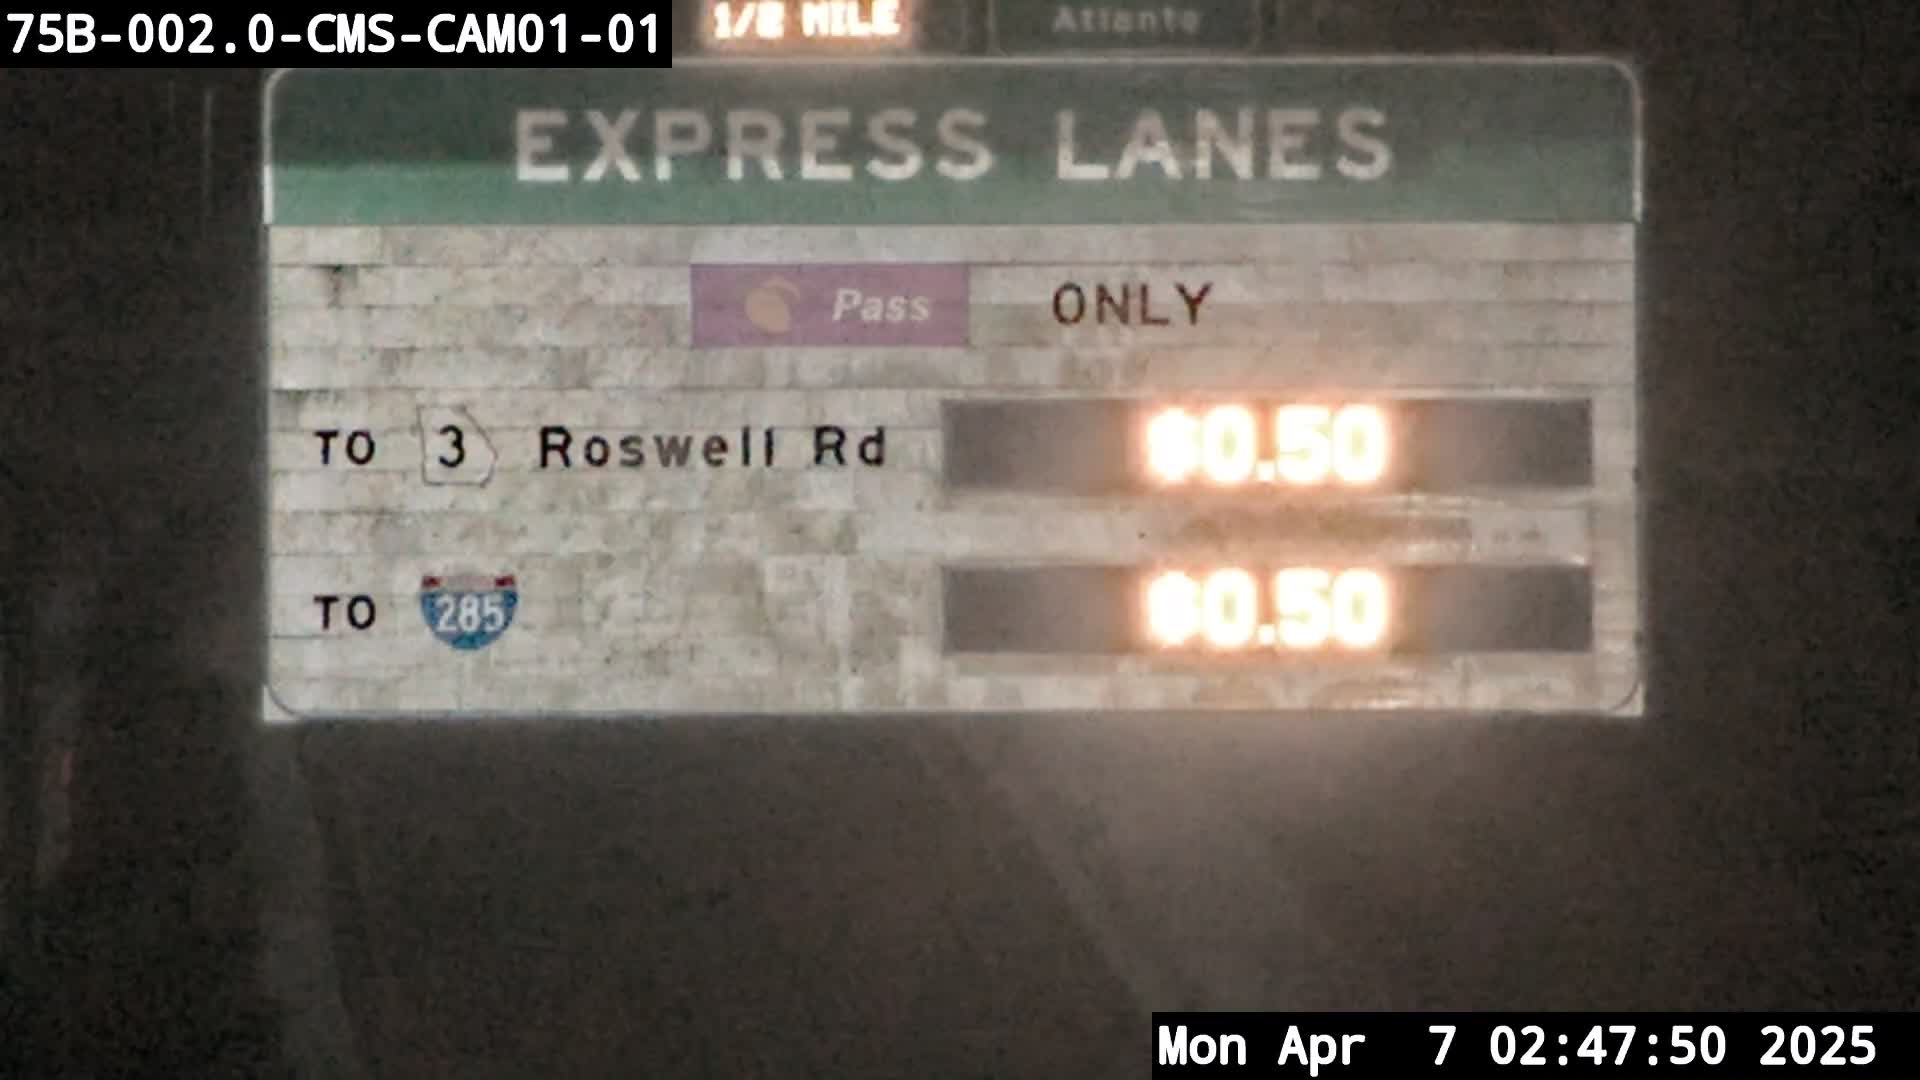 75B-002.0-CMS-CAM01-01
1/2 MILE
Atlanta
EXPRESS LANES
Pass ONLY
TO 3 Roswell Rd $0.50
TO 285 $0.50
Mon Apr 7 02:47:50 2025